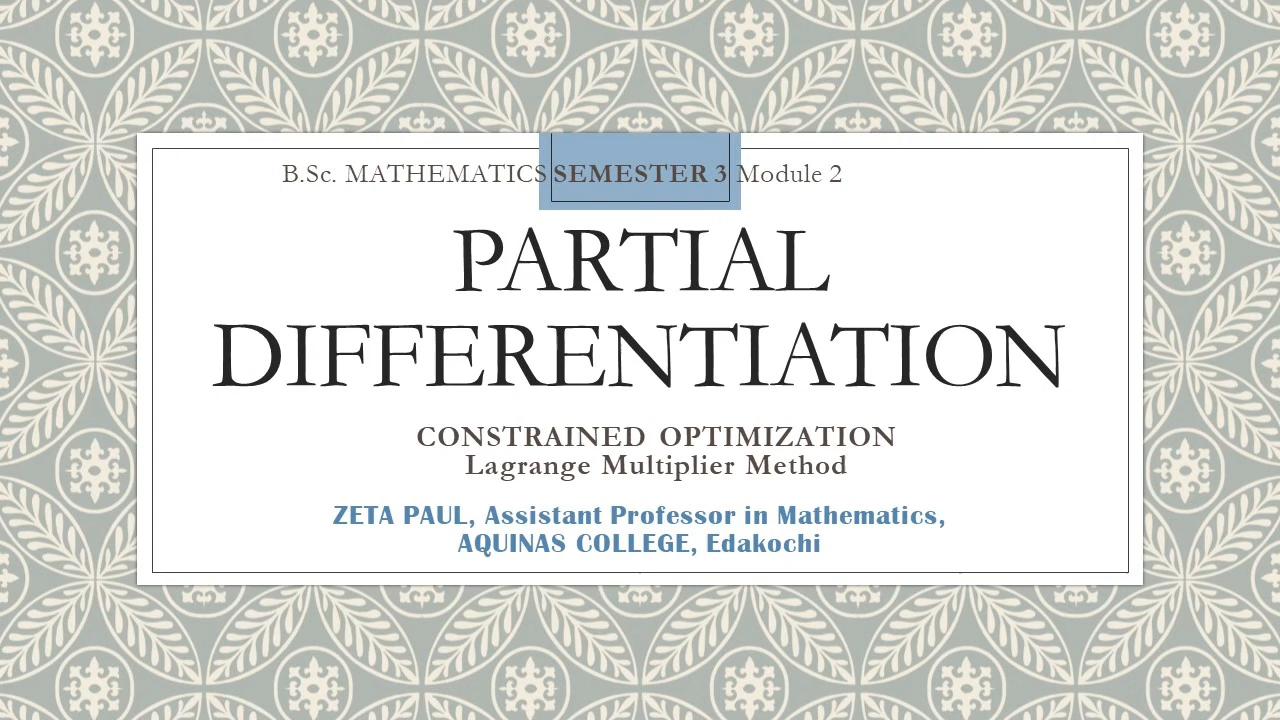 B.Sc. MATHEMATICS SEMESTER 3 Module 2
PARTIAL
DIFFERENTIATION
CONSTRAINED OPTIMIZATION
Lagrange Multiplier Method
ZETA PAUL, Assistant Professor in Mathematics,
AQUINAS COLLEGE, Edakochi